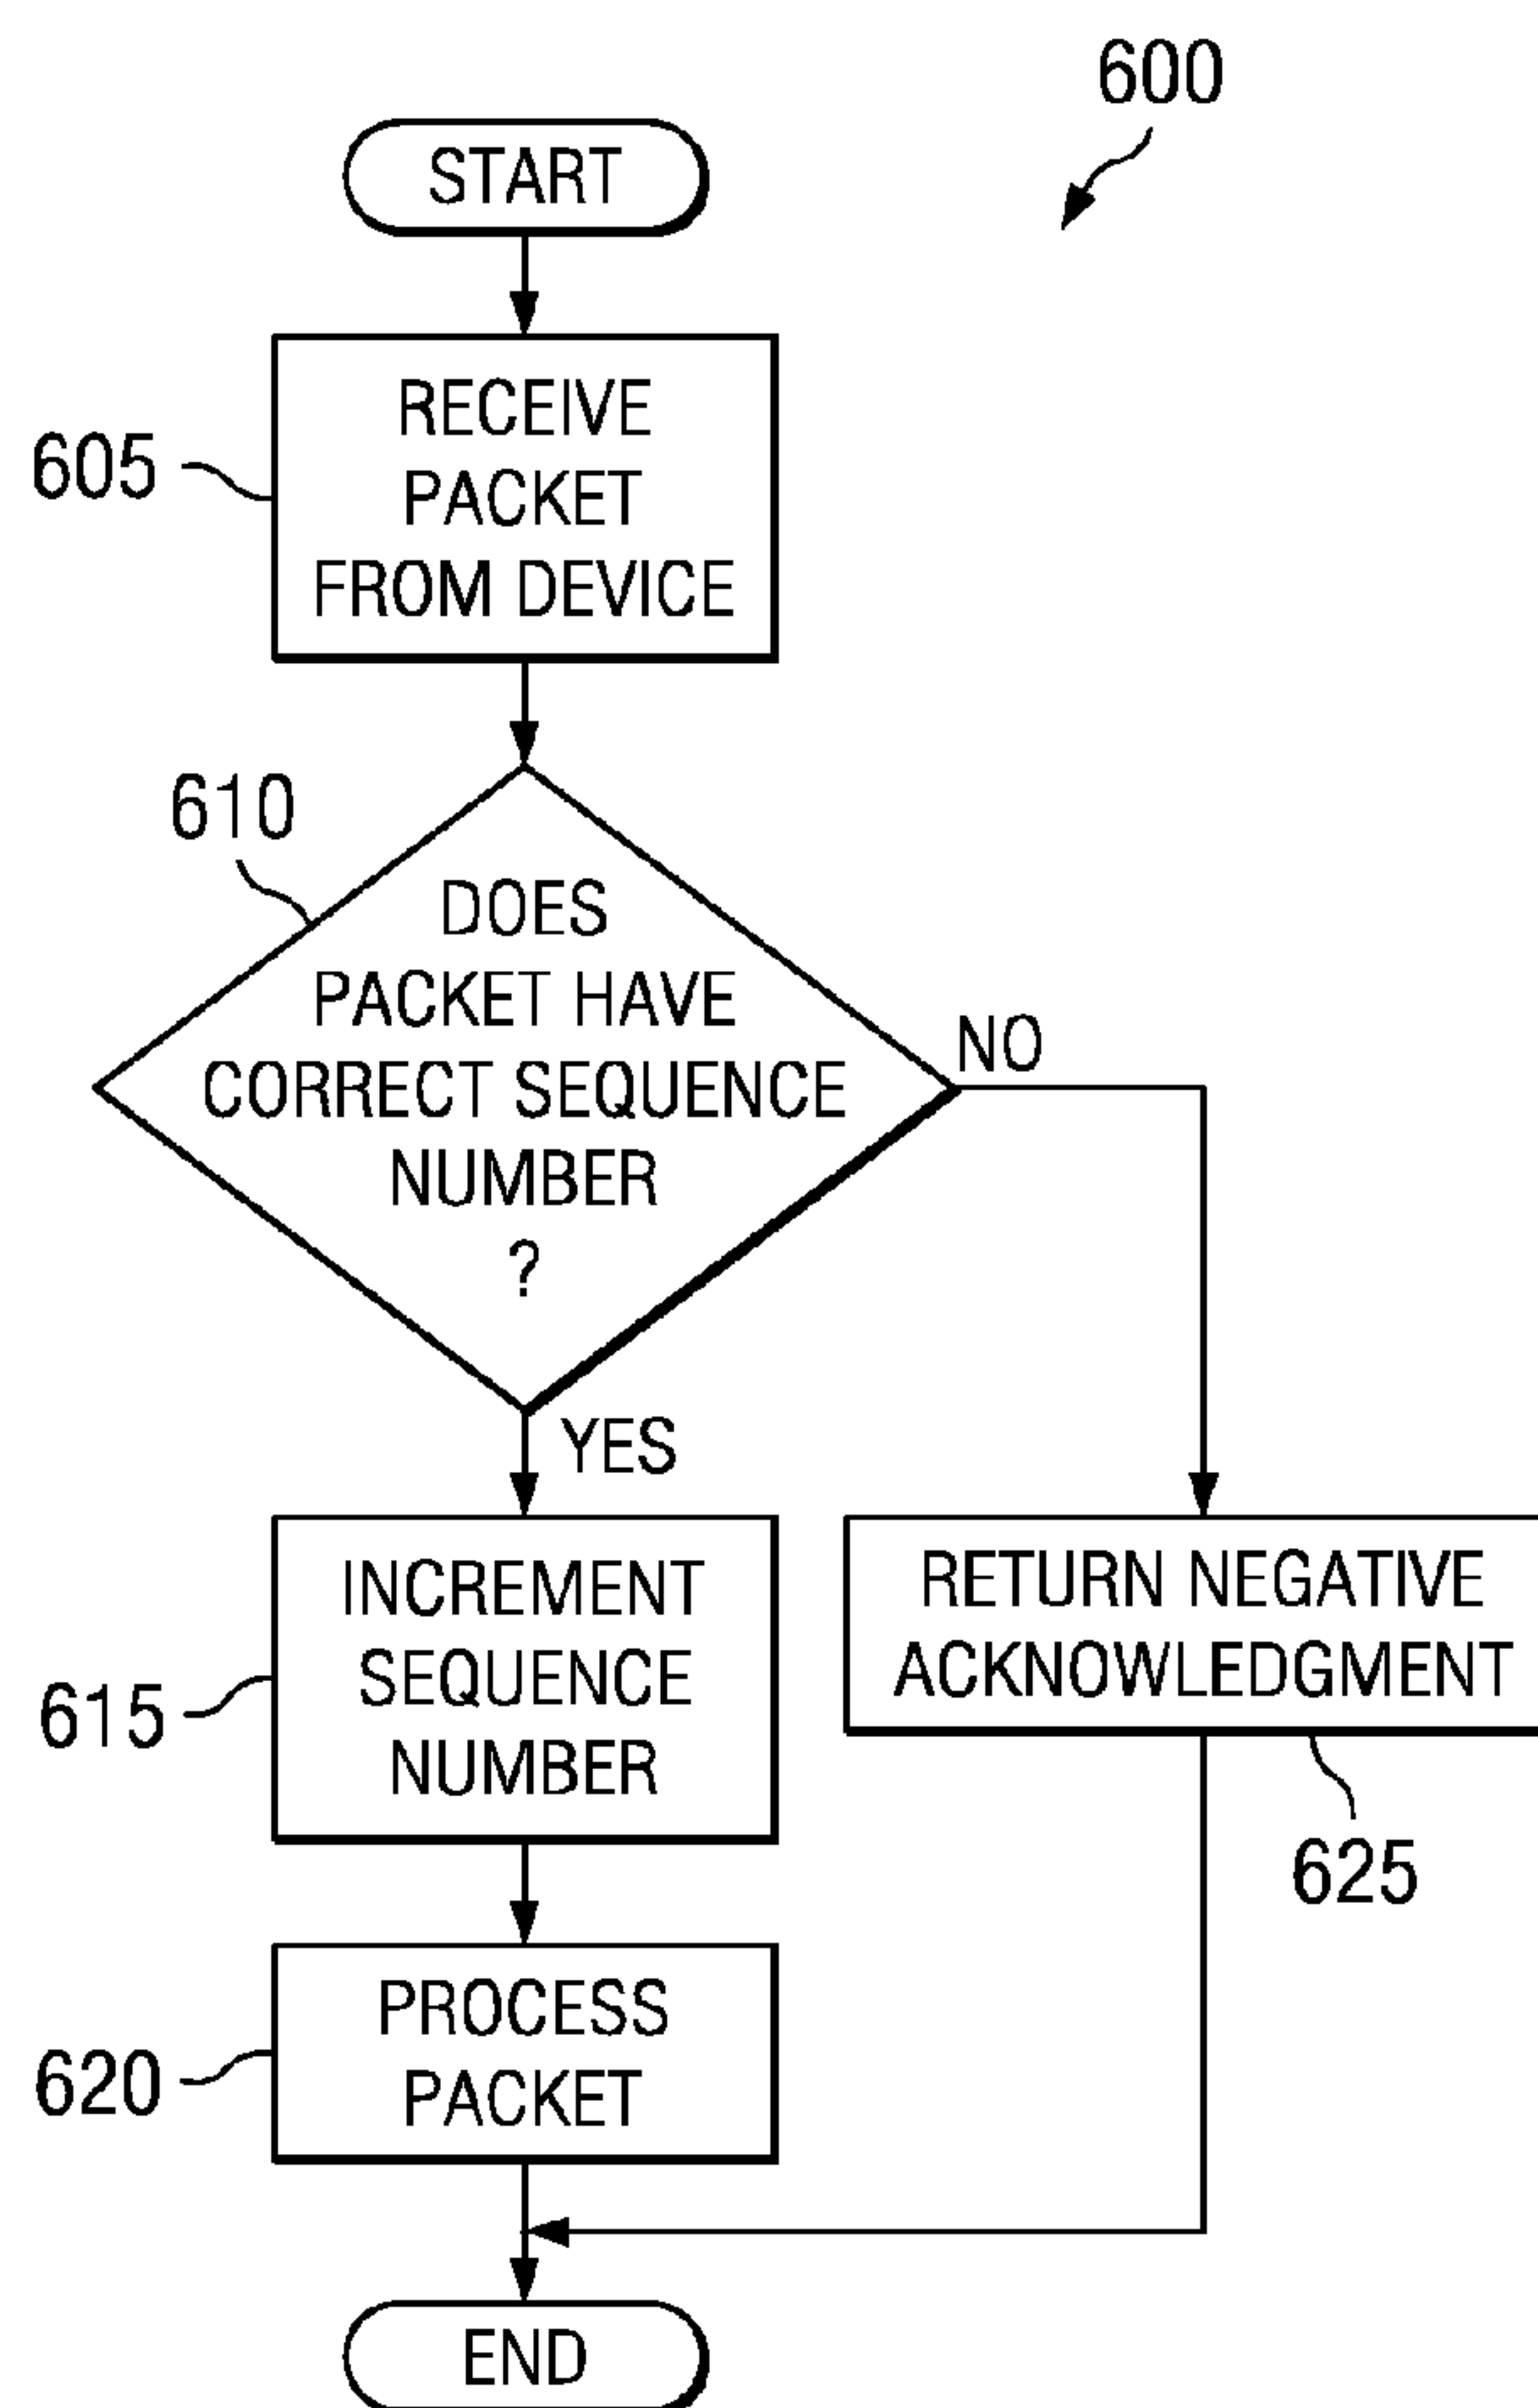 600
START
605
RECEIVE
PACKET
FROM DEVICE
610
DOES
PACKET HAVE
CORRECT SEQUENCE
NUMBER
?
NO
YES
615
INCREMENT
SEQUENCE
NUMBER
RETURN NEGATIVE
ACKNOWLEDGMENT
625
620
PROCESS
PACKET
END